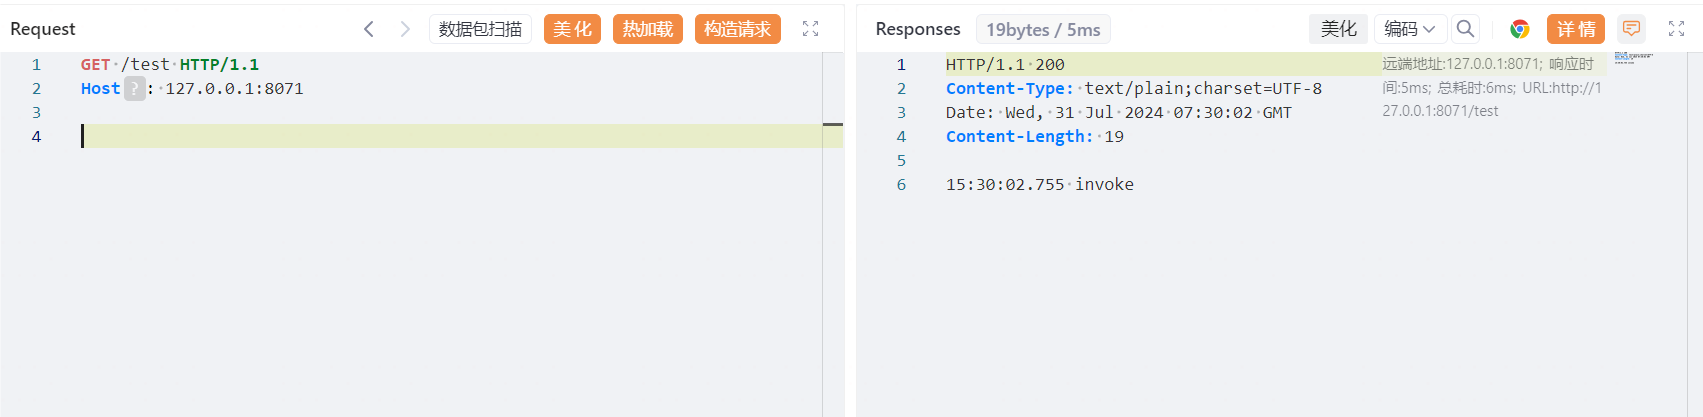 Request
数据包扫描
美化
热加载
构造请求
1 GET /test HTTP/1.1
2 Host ? : 127.0.0.1:8071
3
4
Responses
19bytes / 5ms
美化
编码
详情
1 HTTP/1.1 200
2 Content-Type: text/plain;charset=UTF-8
3 Date: Wed, 31 Jul 2024 07:30:02 GMT
4 Content-Length: 19
5
6 15:30:02.755 invoke
远端地址:127.0.0.1:8071; 响应时
间:5ms; 总耗时:6ms; URL:http://1
27.0.0.1:8071/test